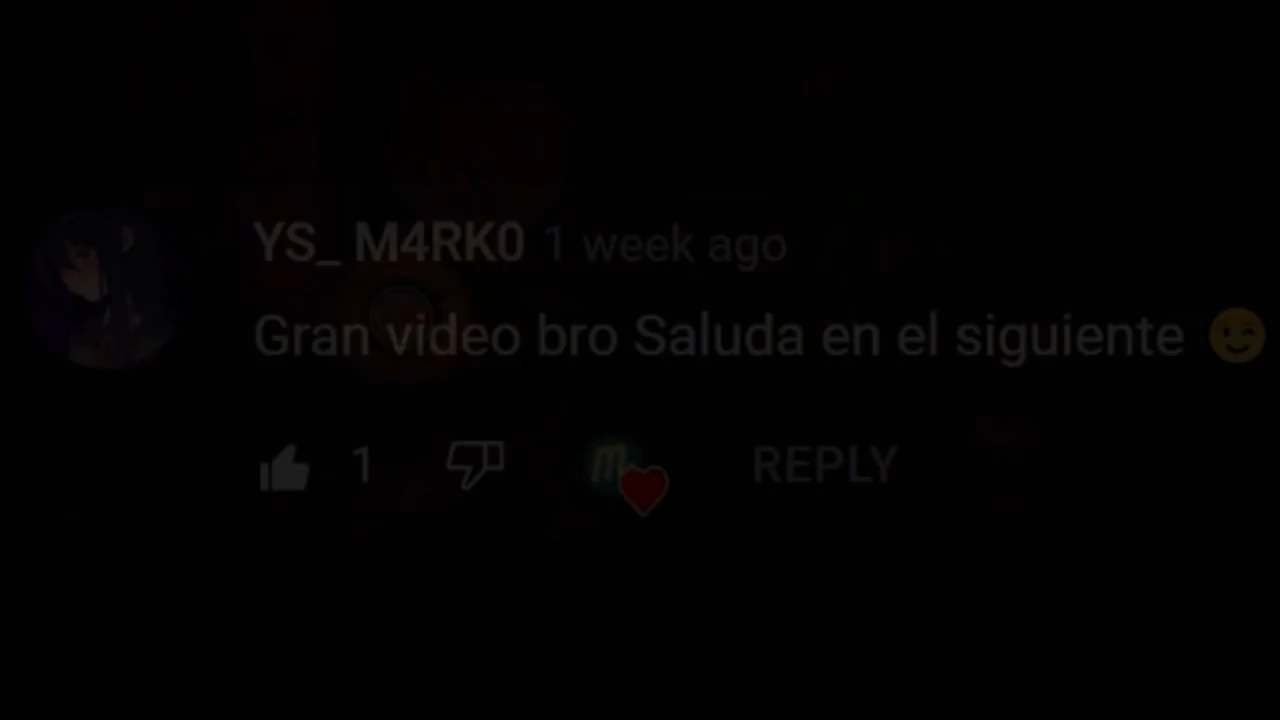 YS_ M4RK0 1 week ago
Gran video bro Saluda en el siguiente 😉
1 m REPLY